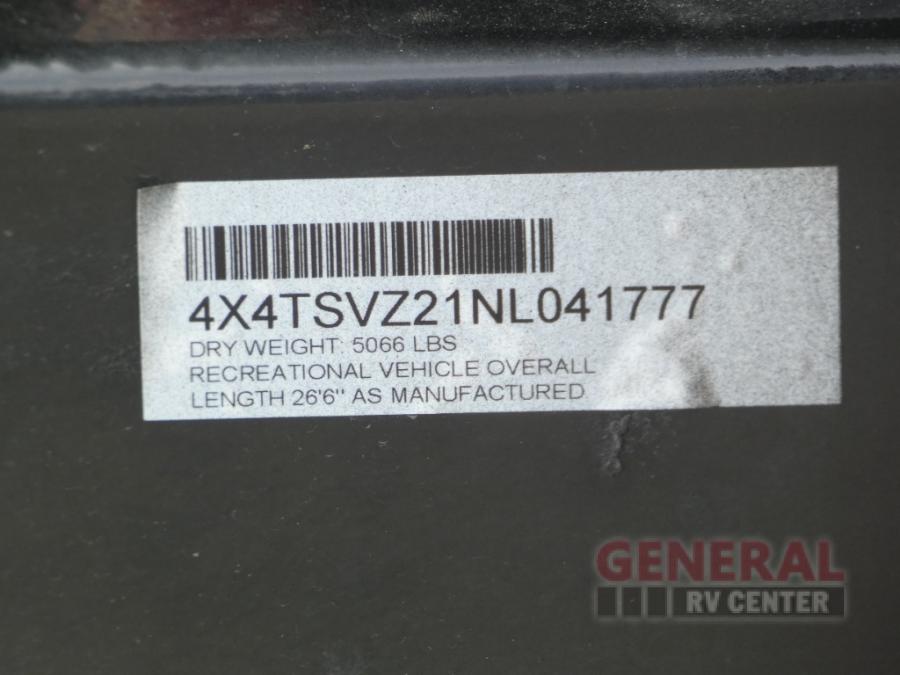 4X4TSVZ21NL041777
DRY WEIGHT: 5066 LBS
RECREATIONAL VEHICLE OVERALL
LENGTH 26'6" AS MANUFACTURED
GENERAL
RV CENTER